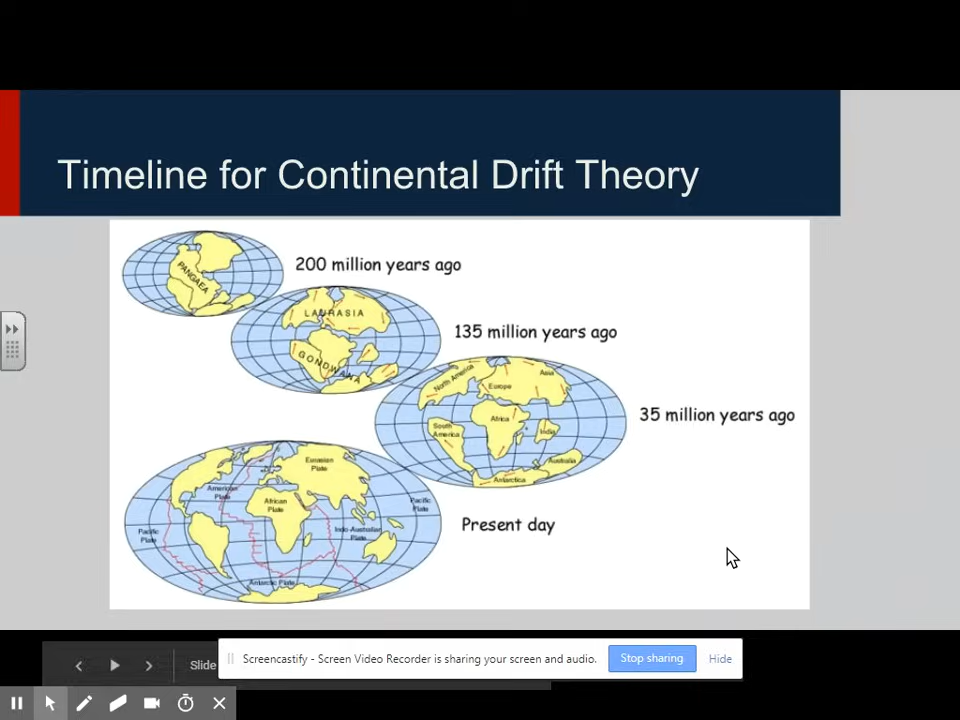 Timeline for Continental Drift Theory
PANGAEA
200 million years ago
LAURASIA
GONDWANA
135 million years ago
North America
Europe
Asia
Africa
South
America
India
Australia
Antarctica
35 million years ago
Eurasian
Plate
American
Plate
African
Plate
Pacific
Plate
Pacific
Plate
Indo-Australian
Plate
Antarctic Plate
Present day
Slide
Screencastify - Screen Video Recorder is sharing your screen and audio.
Stop sharing
Hide